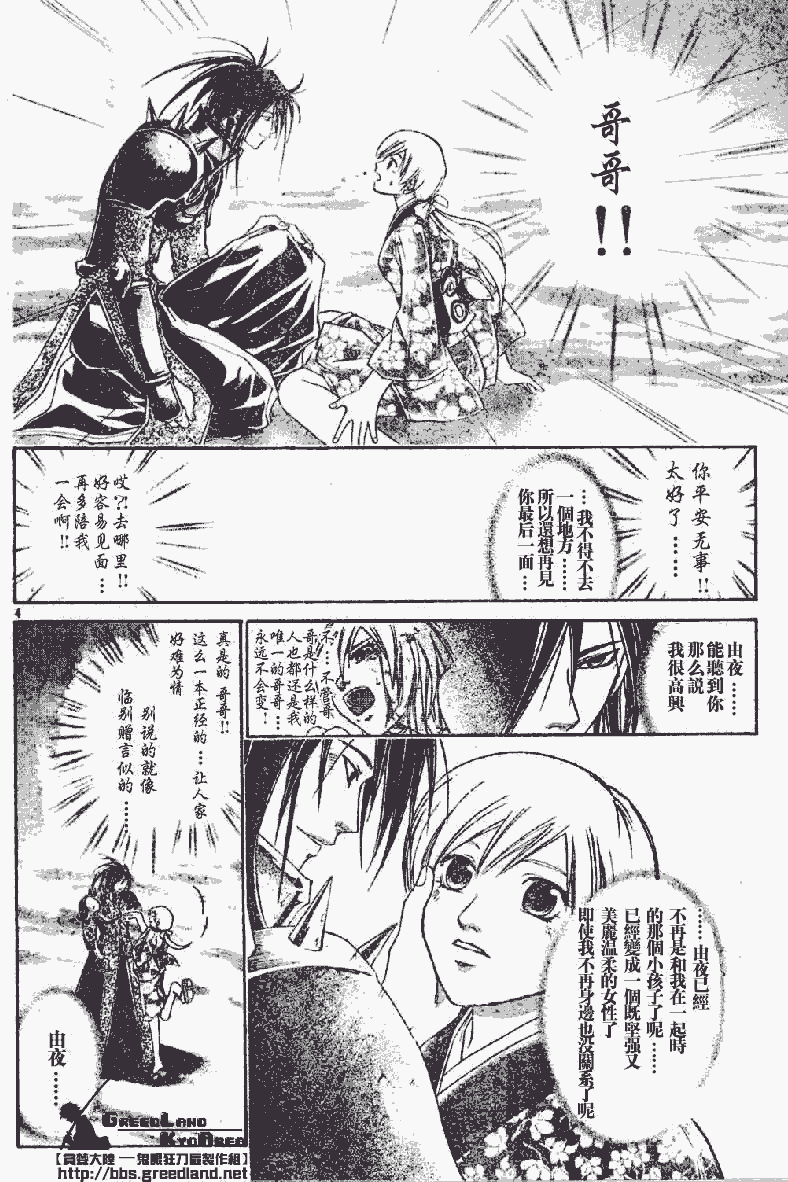 哥哥!!
你平安无事!!
太好了……
…我不得不去
一個地方……
所以還想再見
你最后一面…
哎?!去哪里!!
好容易见面…
再多陪我
一会啊!!
4
由夜……
能聽到你
那么説
我很高興
不…不管哥
哥是什么样的
人也都还是我
唯一的哥哥…
永远不会变!
……由夜已經
不再是和我在一起時
的那個小孩子了呢……
已經變成一個既堅强又
美麗温柔的女性了
即使我不再身邊也没關系了呢
真是的 哥哥!!
这么一本正经的…让人家
好难为情
别说的就像
临别赠言似的……
由夜……
GREEDLAND
KYODREA
【貪婪大陸—鬼眼狂刀最製作組】
http://bbs.greedland.net